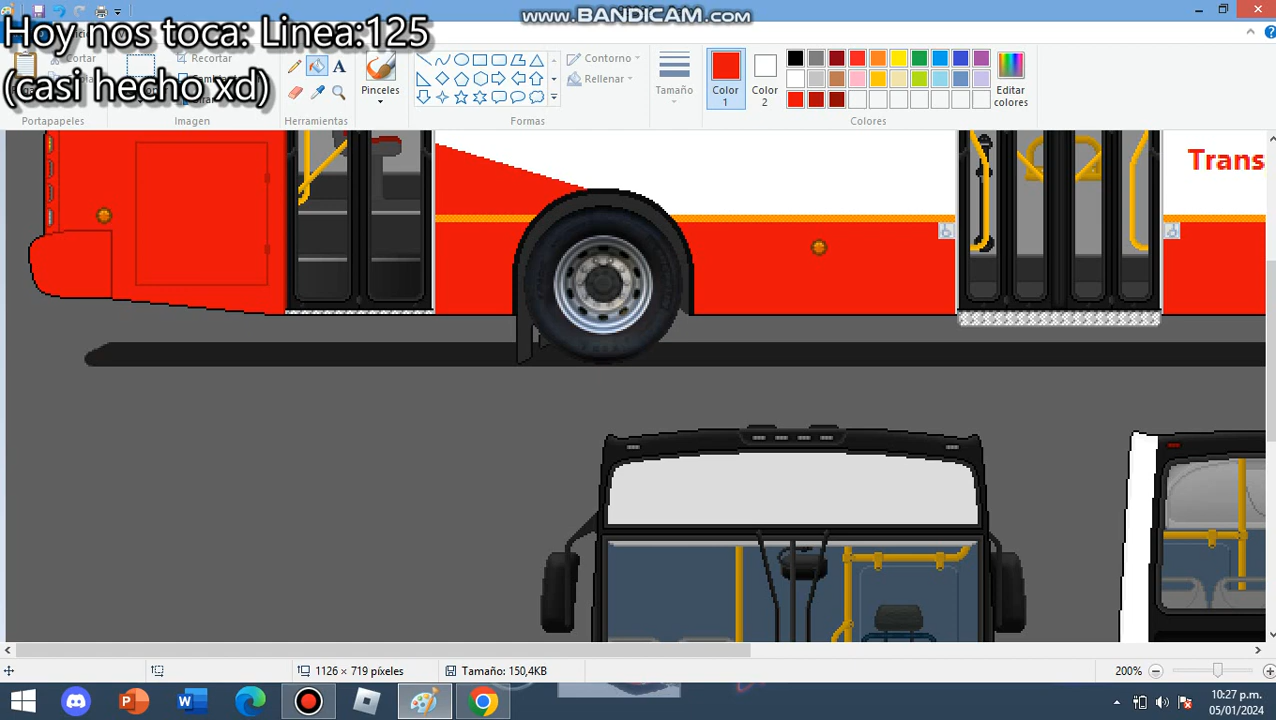 www.BANDICAM.com
Hoy nos toca: Linea:125
(casi hecho xd)
Cortar
Recortar
Portapapeles
Imagen
Pinceles
Herramientas
Contorno
Rellenar
Formas
Tamaño
Color 1
Color 2
Editar colores
Colores
Trans
1126 × 719 píxeles
Tamaño: 150,4KB
200%
10:27 p.m.
05/01/2024